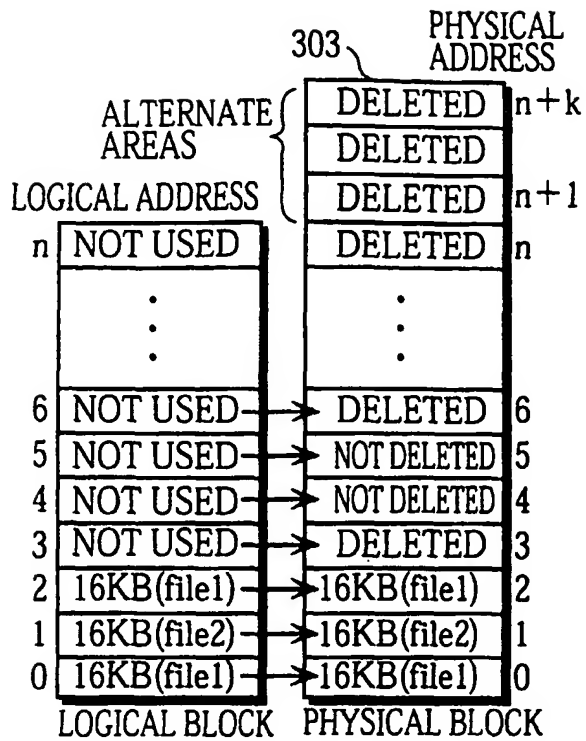 PHYSICAL
ADDRESS
303
ALTERNATE
AREAS
DELETED n+k
DELETED
DELETED n+1
LOGICAL ADDRESS
n NOT USED DELETED n
6 NOT USED DELETED 6
5 NOT USED NOT DELETED 5
4 NOT USED NOT DELETED 4
3 NOT USED DELETED 3
2 16KB(file1) 16KB(file1) 2
1 16KB(file2) 16KB(file2) 1
0 16KB(file1) 16KB(file1) 0
LOGICAL BLOCK PHYSICAL BLOCK